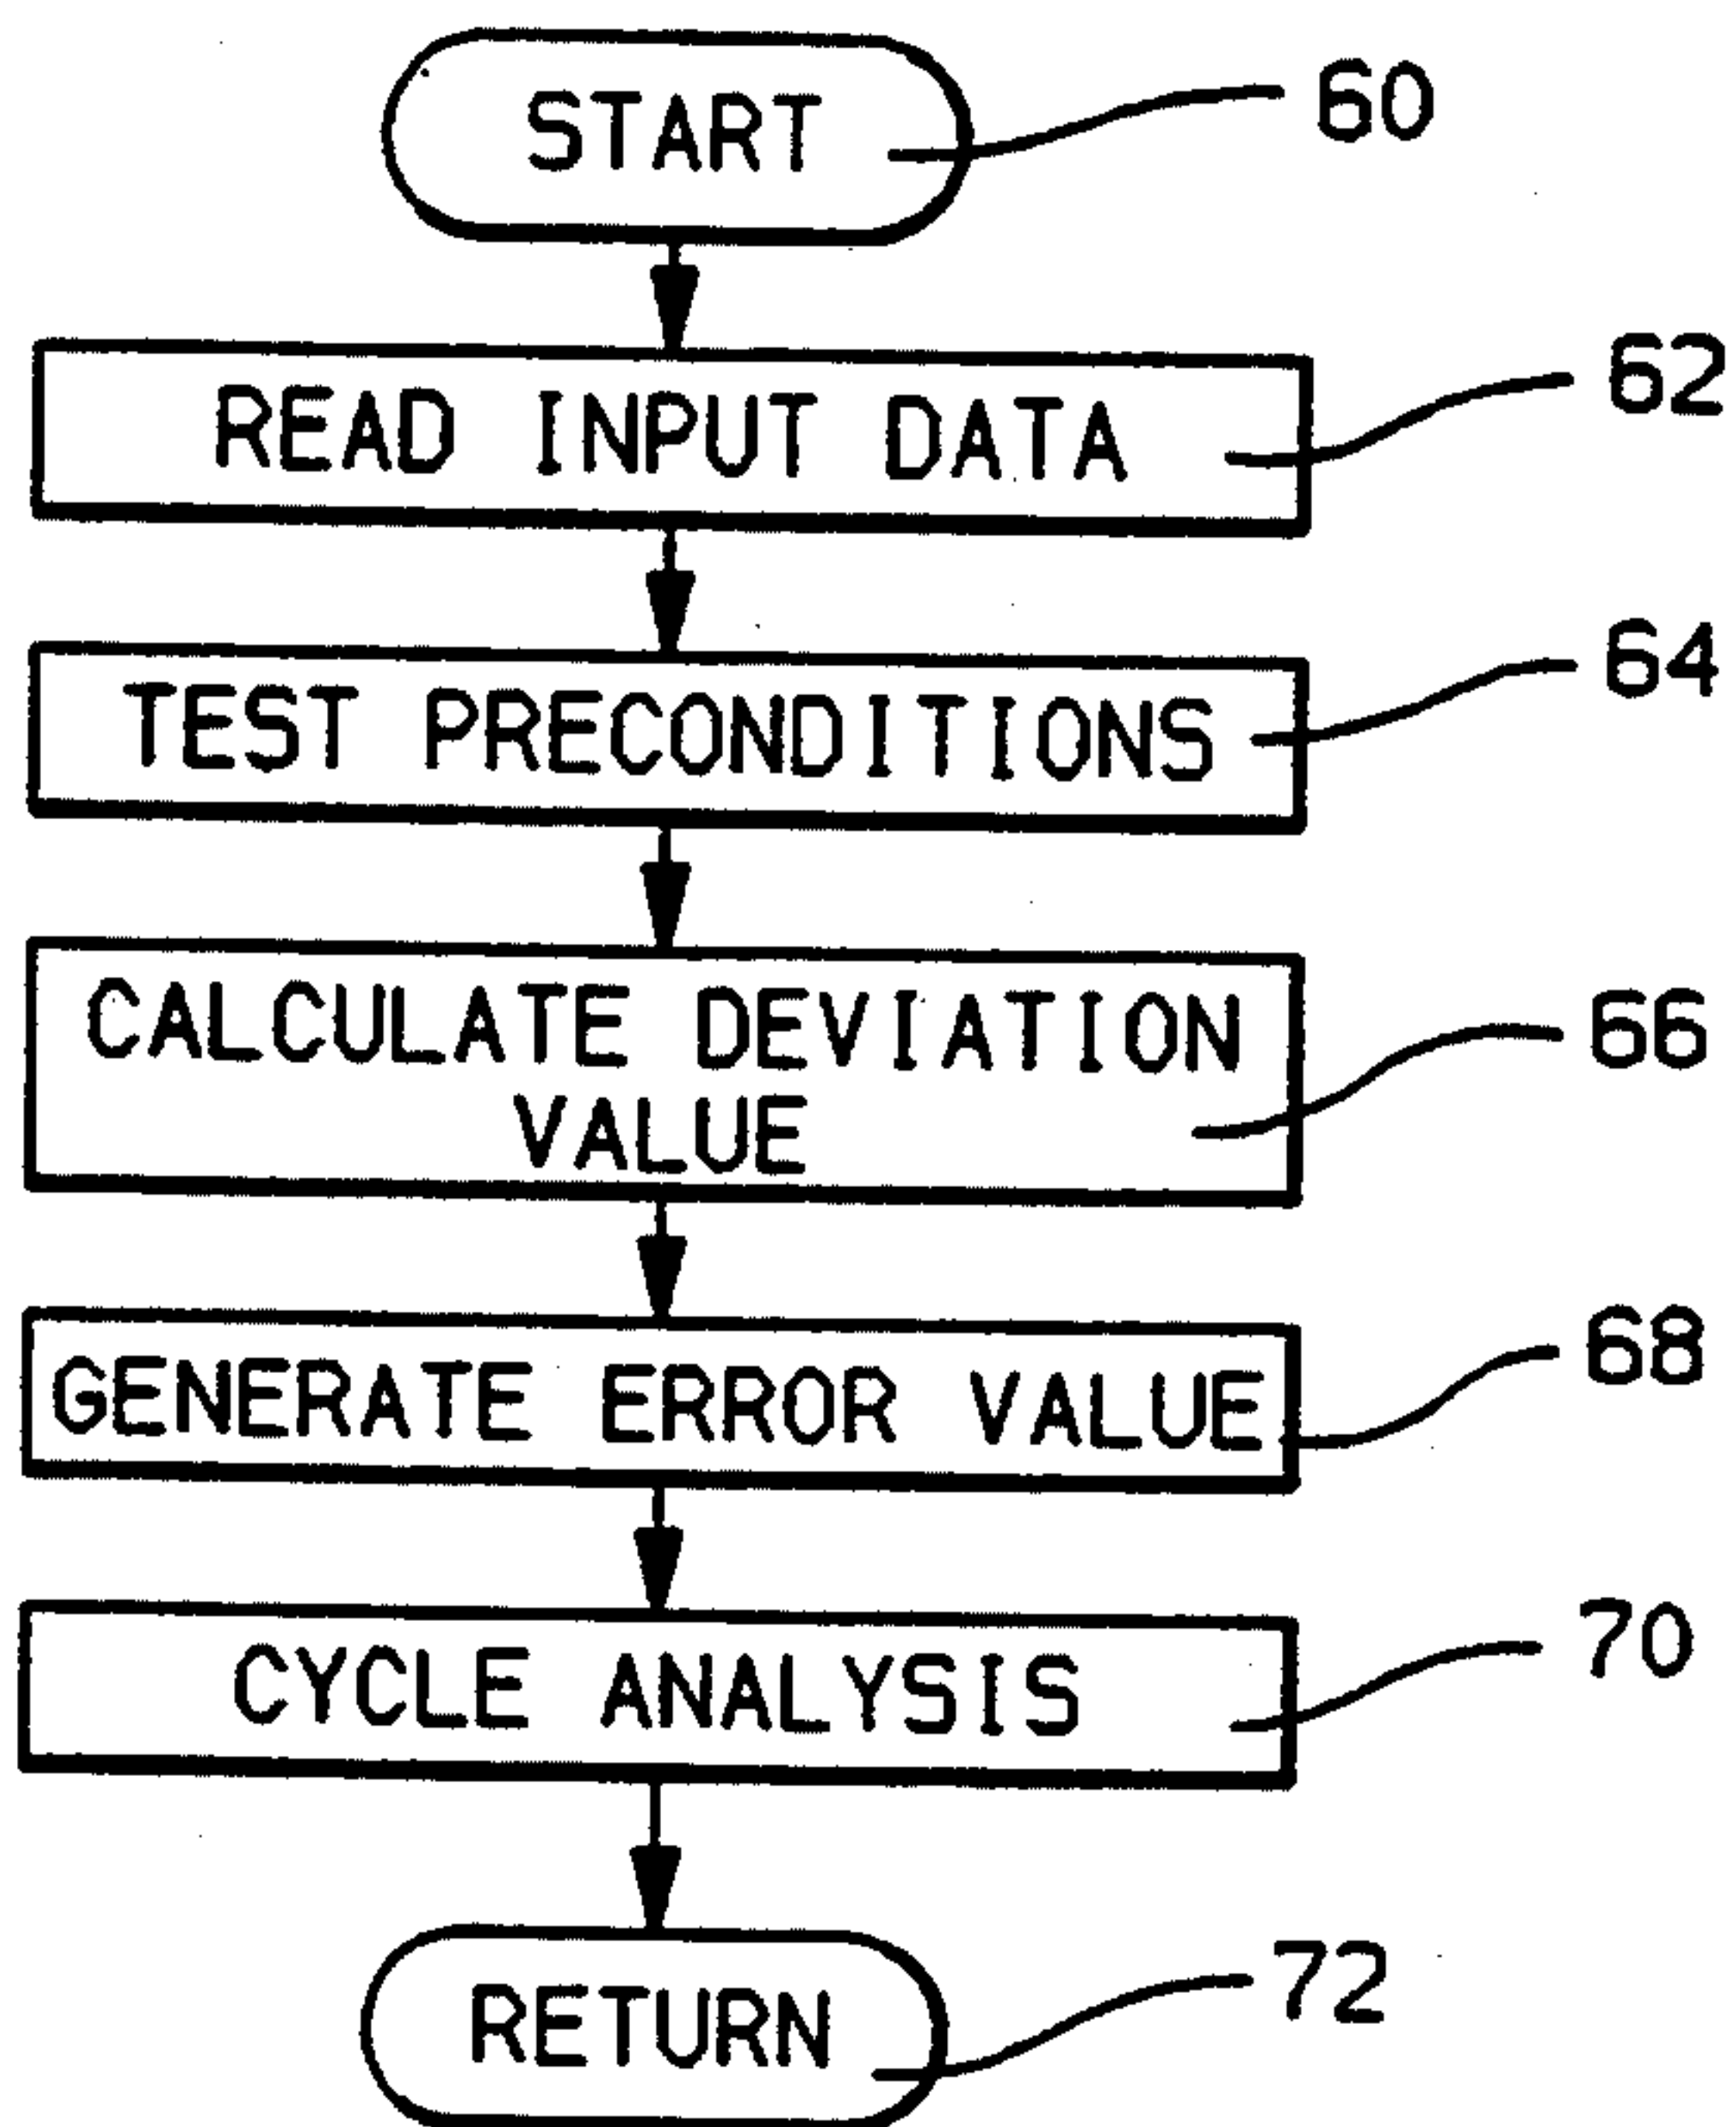 START
60
READ INPUT DATA
62
TEST PRECONDITIONS
64
CALCULATE DEVIATION
VALUE
66
GENERATE ERROR VALUE
68
CYCLE ANALYSIS
70
RETURN
72